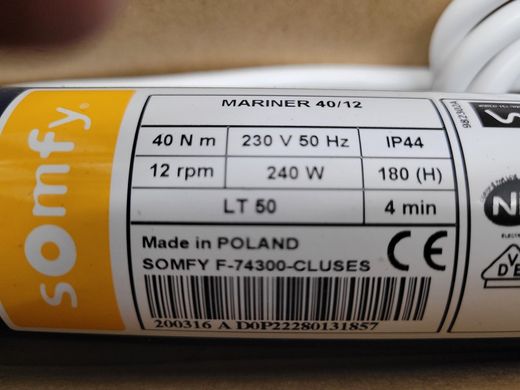 somfy.
MARINER 40/12
40 N m 230 V 50 Hz IP44
12 rpm 240 W 180 (H)
LT 50 4 min
Made in POLAND
SOMFY F-74300-CLUSES
CE
200316 A D0P22280131857